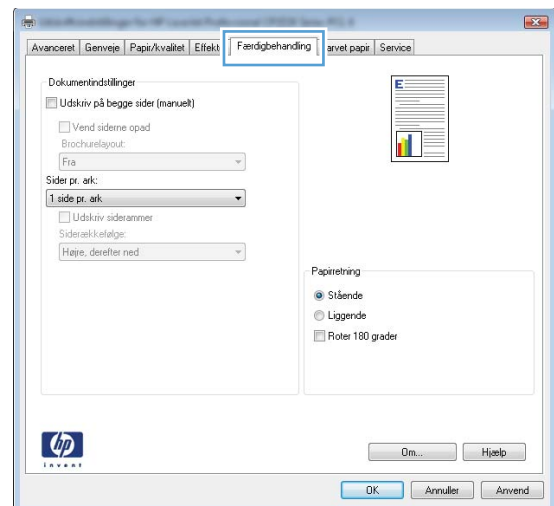 Avanceret Genveje Papir/kvalitet Effekt Færdigbehandling arvet papir Service
Dokumentindstillinger
Udskriv på begge sider (manuelt)
Vend siderne opad
Brochurelayout:
Fra
Sider pr. ark:
1 side pr. ark
Udskriv siderammer
Siderækkefølge:
Højre, derefter ned
E
Papirretning
Stående
Liggende
Roter 180 grader
hp
invent
Om... Hjælp
OK Annuller Anvend